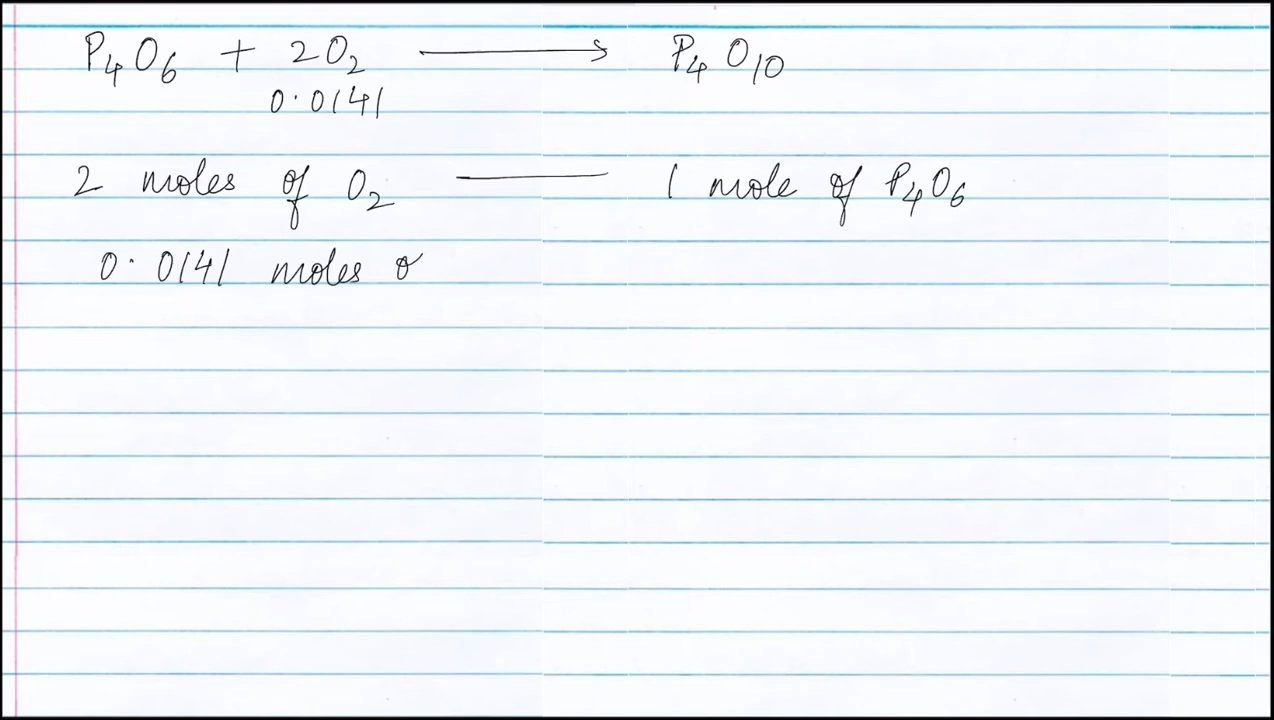 P₄O₆ + 2O₂ → P₄O₁₀
0.0141
2 moles of O₂ — 1 mole of P₄O₆
0.0141 moles o